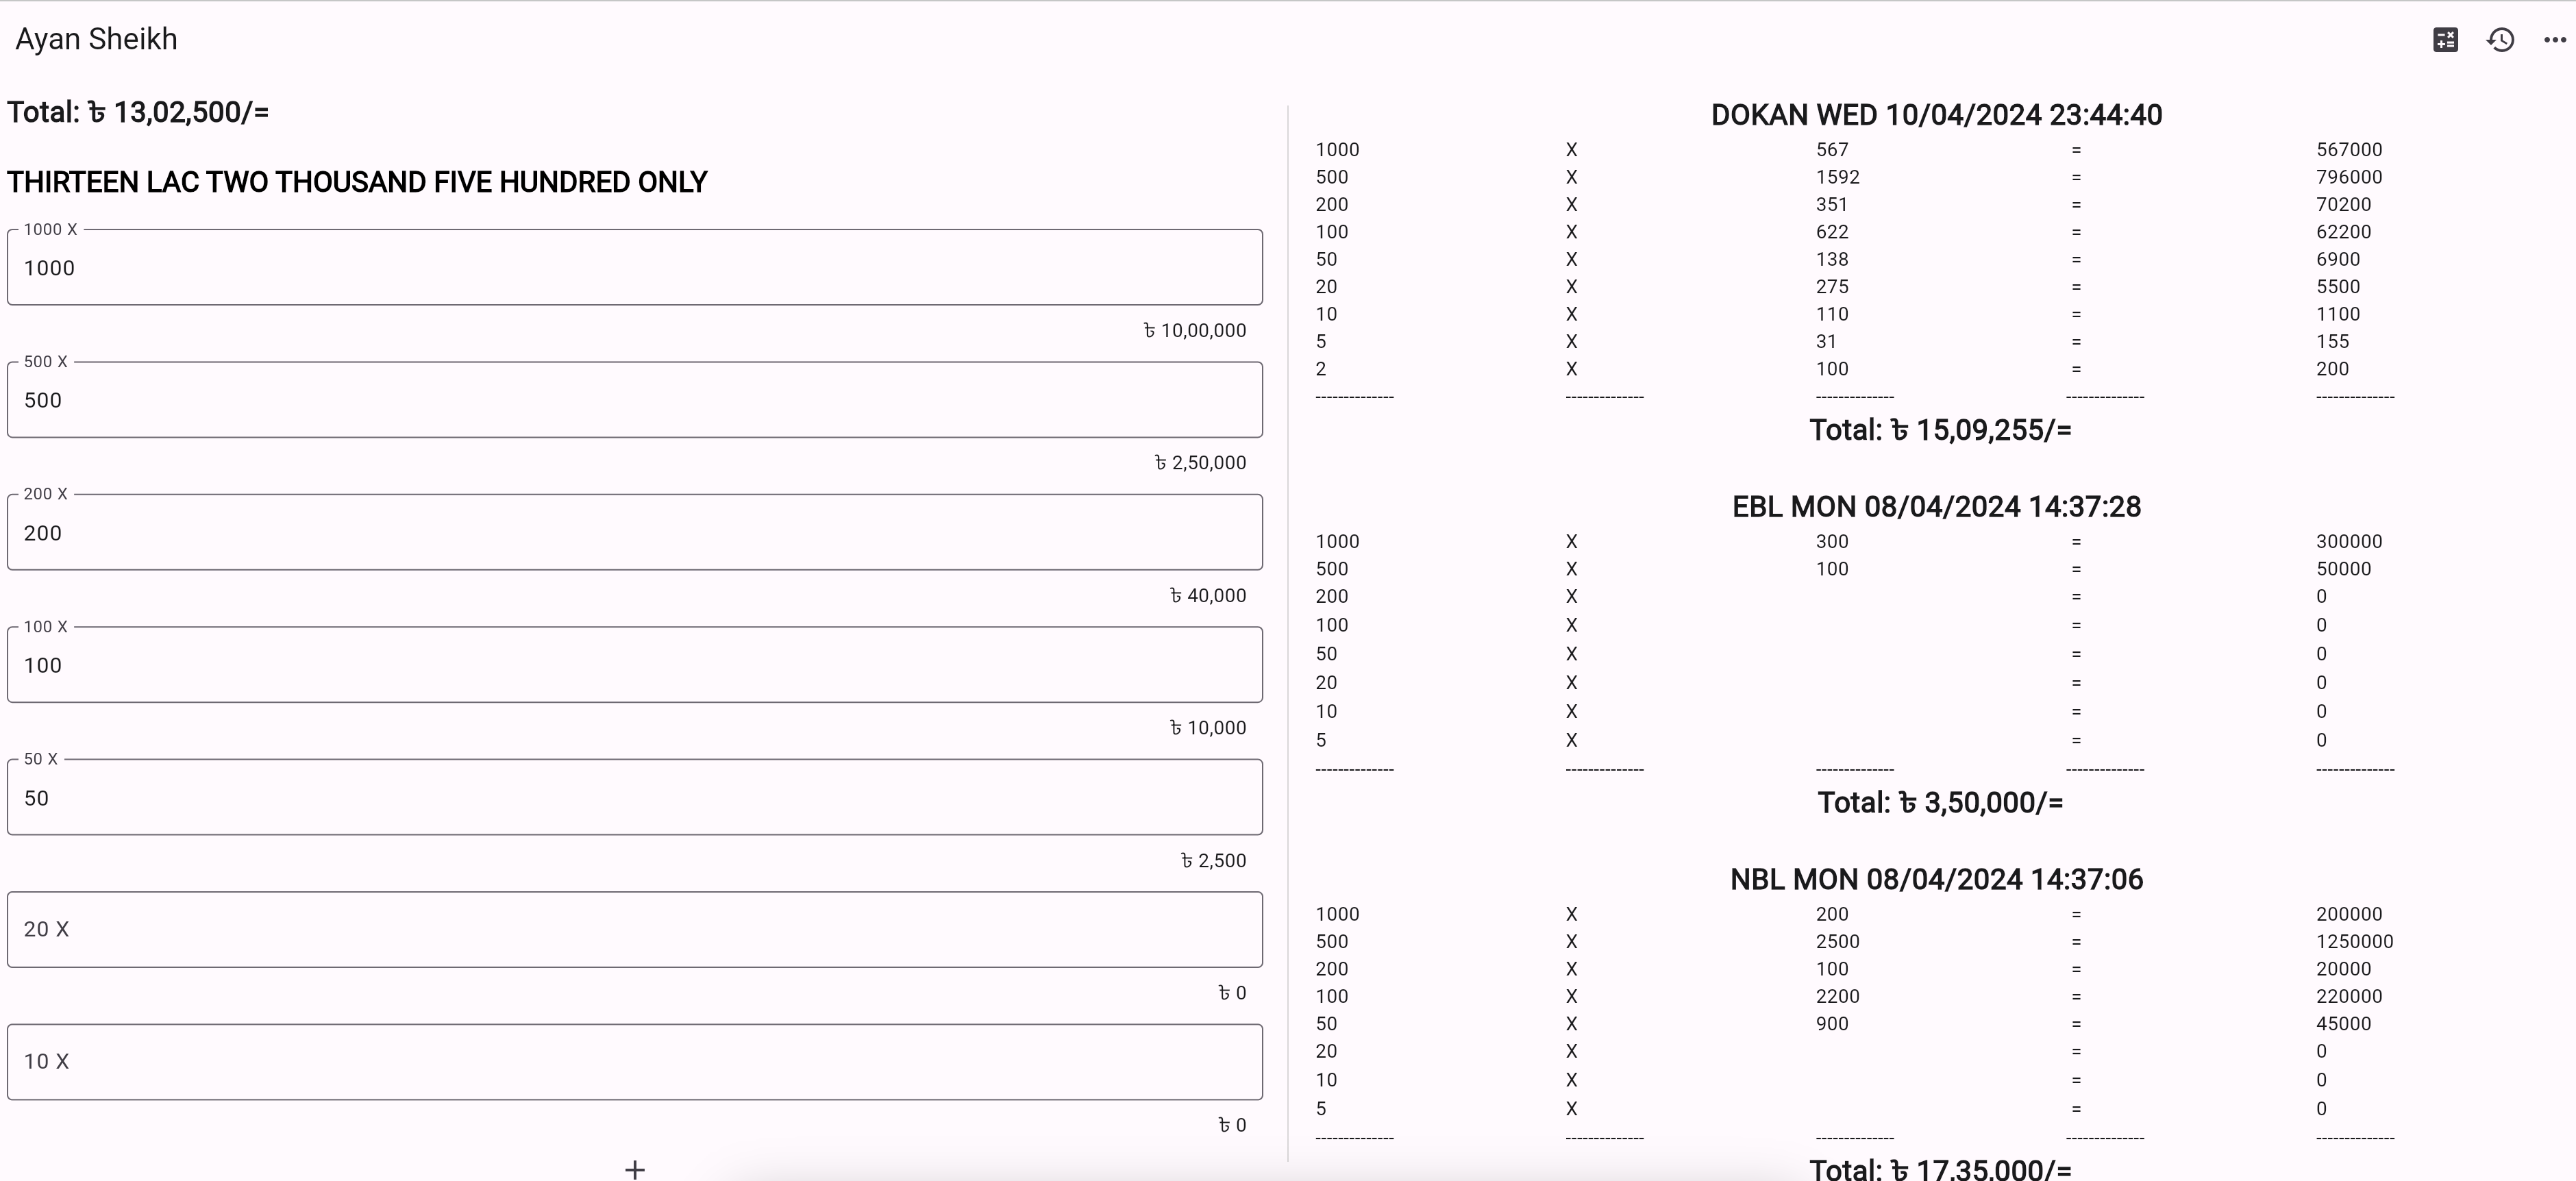 Ayan Sheikh
Total: ৳ 13,02,500/=
THIRTEEN LAC TWO THOUSAND FIVE HUNDRED ONLY
1000 X
1000
৳ 10,00,000
500 X
500
৳ 2,50,000
200 X
200
৳ 40,000
100 X
100
৳ 10,000
50 X
50
৳ 2,500
20 X
৳ 0
10 X
৳ 0
+
DOKAN WED 10/04/2024 23:44:40
1000 X 567 = 567000
500 X 1592 = 796000
200 X 351 = 70200
100 X 622 = 62200
50 X 138 = 6900
20 X 275 = 5500
10 X 110 = 1100
5 X 31 = 155
2 X 100 = 200
-------------- -------------- -------------- -------------- --------------
Total: ৳ 15,09,255/=
EBL MON 08/04/2024 14:37:28
1000 X 300 = 300000
500 X 100 = 50000
200 X = 0
100 X = 0
50 X = 0
20 X = 0
10 X = 0
5 X = 0
-------------- -------------- -------------- -------------- --------------
Total: ৳ 3,50,000/=
NBL MON 08/04/2024 14:37:06
1000 X 200 = 200000
500 X 2500 = 1250000
200 X 100 = 20000
100 X 2200 = 220000
50 X 900 = 45000
20 X = 0
10 X = 0
5 X = 0
-------------- -------------- -------------- -------------- --------------
Total: ৳ 17,35,000/=